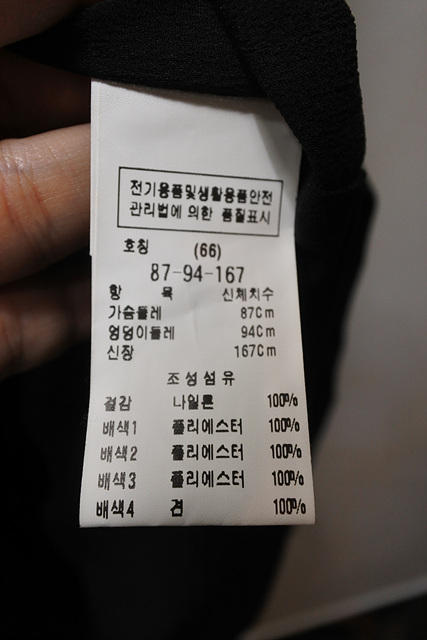 전기용품및생활용품안전
관리법에 의한 품질표시
호칭 (66)
87-94-167
항 목 신체치수
가슴둘레 87Cm
엉덩이둘레 94Cm
신장 167Cm
조성섬유
겉감 나일론 100%
배색1 폴리에스터 100%
배색2 폴리에스터 100%
배색3 폴리에스터 100%
배색4 견 100%